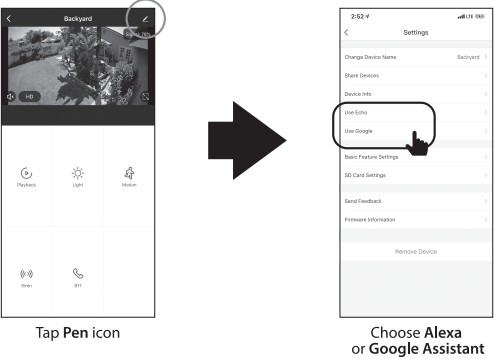 Backyard
Signal: 76%
HD
Playback
Light
Motion
Siren
911
Tap Pen icon
2:52
LTE
Settings
Change Device Name Backyard
Share Devices
Device Info
Use Echo
Use Google
Basic Feature Settings
SD Card Settings
Send Feedback
Firmware Information
Remove Device
Choose Alexa
or Google Assistant